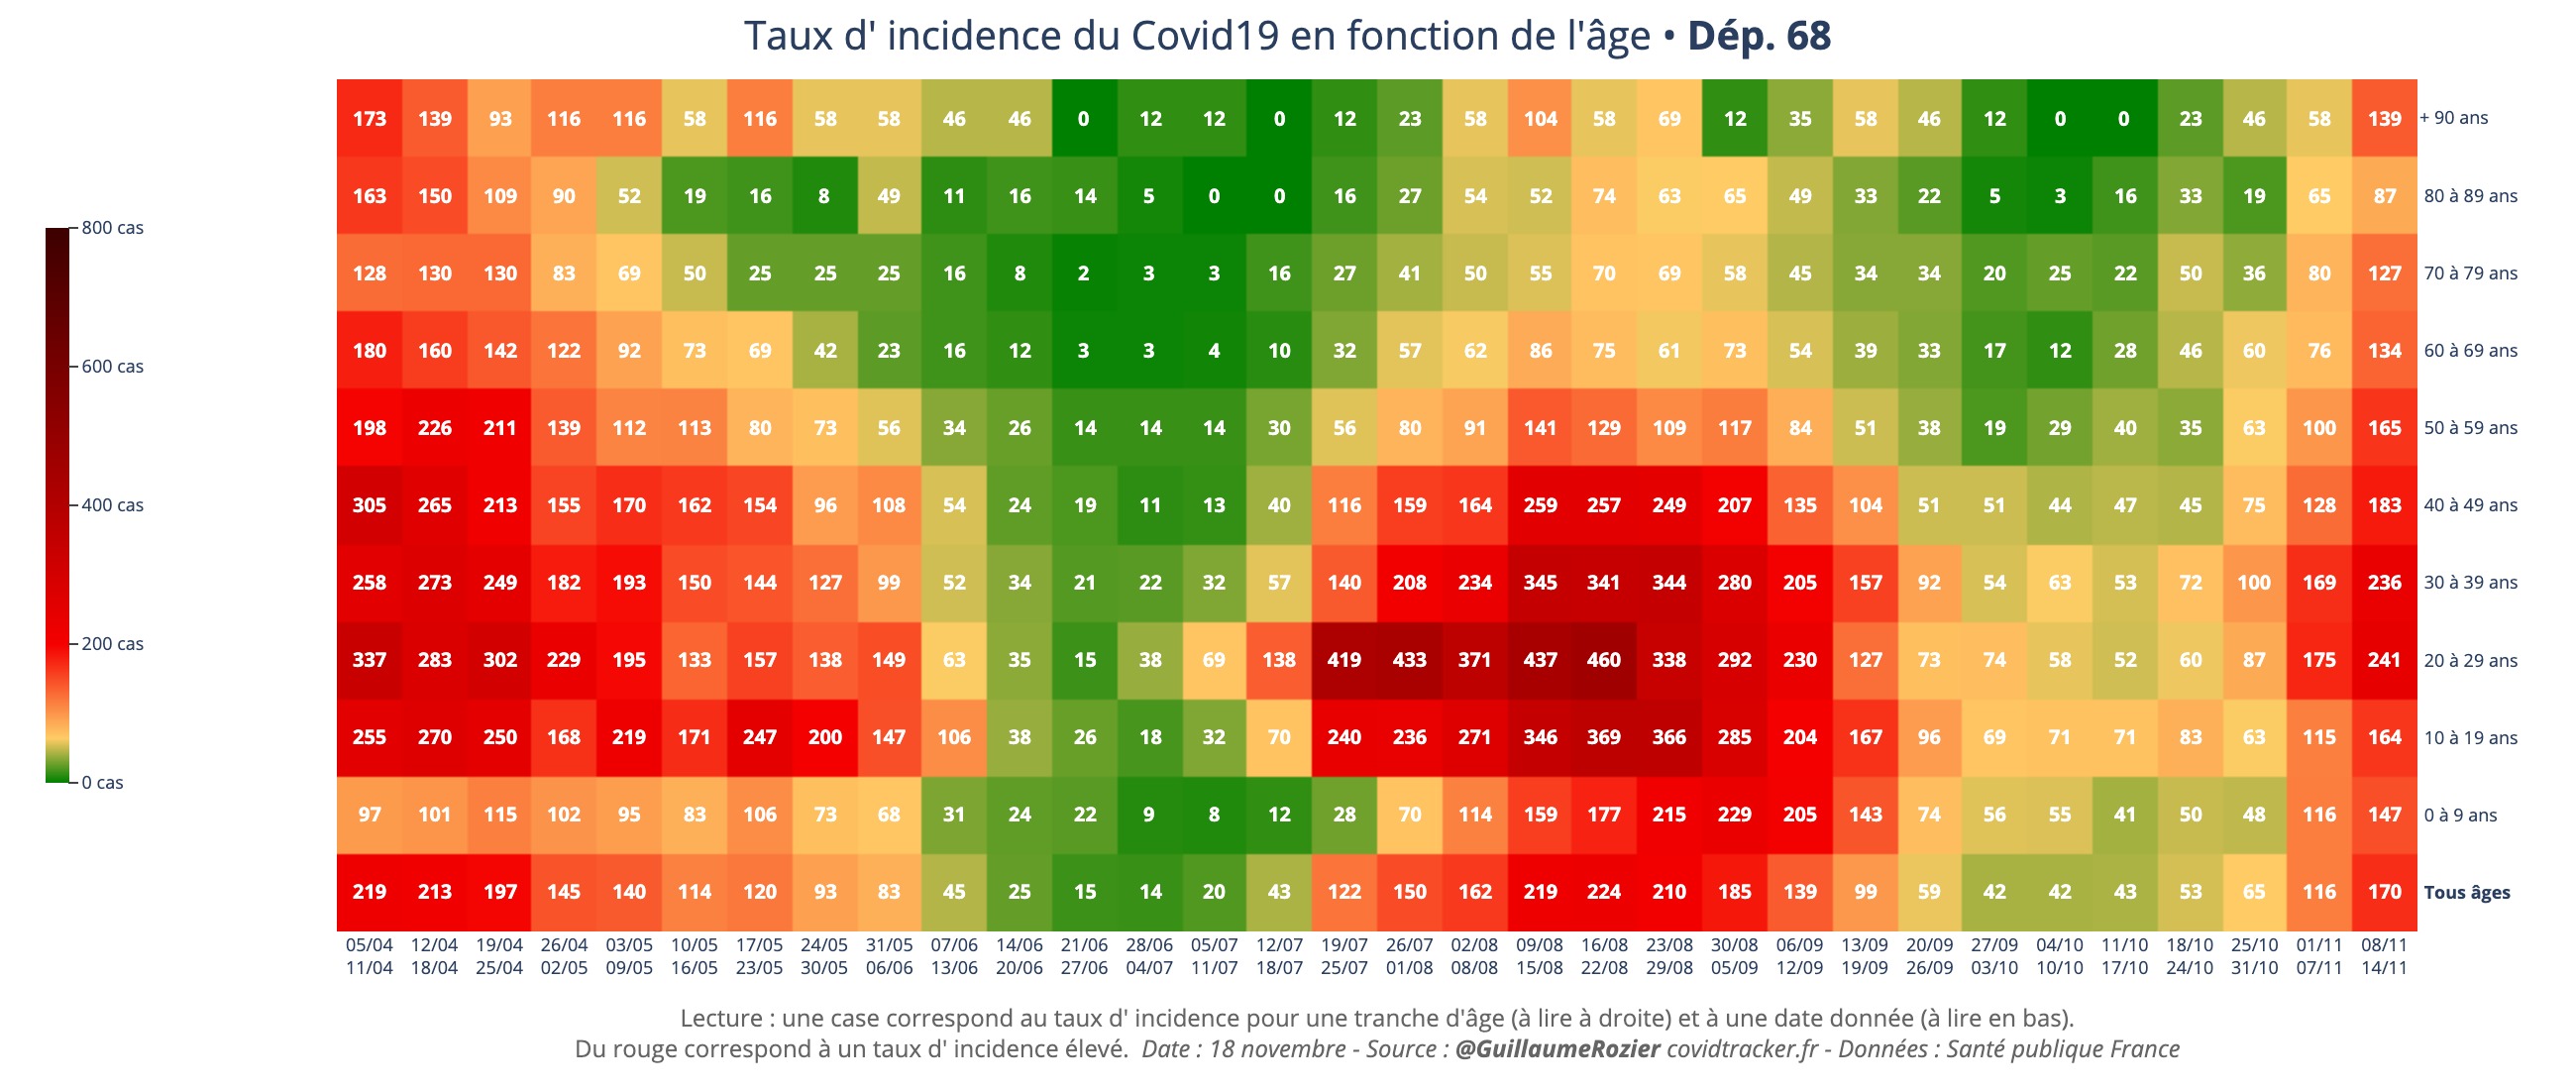 Taux d' incidence du Covid19 en fonction de l'âge • Dép. 68
800 cas
600 cas
400 cas
200 cas
0 cas
173 139 93 116 116 58 116 58 58 46 46 0 12 12 0 12 23 58 104 58 69 12 35 58 46 12 0 0 23 46 58 139 + 90 ans
163 150 109 90 52 19 16 8 49 11 16 14 5 0 0 16 27 54 52 74 63 65 49 33 22 5 3 16 33 19 65 87 80 à 89 ans
128 130 130 83 69 50 25 25 25 16 8 2 3 3 16 27 41 50 55 70 69 58 45 34 34 20 25 22 50 36 80 127 70 à 79 ans
180 160 142 122 92 73 69 42 23 16 12 3 3 4 10 32 57 62 86 75 61 73 54 39 33 17 12 28 46 60 76 134 60 à 69 ans
198 226 211 139 112 113 80 73 56 34 26 14 14 14 30 56 80 91 141 129 109 117 84 51 38 19 29 40 35 63 100 165 50 à 59 ans
305 265 213 155 170 162 154 96 108 54 24 19 11 13 40 116 159 164 259 257 249 207 135 104 51 51 44 47 45 75 128 183 40 à 49 ans
258 273 249 182 193 150 144 127 99 52 34 21 22 32 57 140 208 234 345 341 344 280 205 157 92 54 63 53 72 100 169 236 30 à 39 ans
337 283 302 229 195 133 157 138 149 63 35 15 38 69 138 419 433 371 437 460 338 292 230 127 73 74 58 52 60 87 175 241 20 à 29 ans
255 270 250 168 219 171 247 200 147 106 38 26 18 32 70 240 236 271 346 369 366 285 204 167 96 69 71 71 83 63 115 164 10 à 19 ans
97 101 115 102 95 83 106 73 68 31 24 22 9 8 12 28 70 114 159 177 215 229 205 143 74 56 55 41 50 48 116 147 0 à 9 ans
219 213 197 145 140 114 120 93 83 45 25 15 14 20 43 122 150 162 219 224 210 185 139 99 59 42 42 43 53 65 116 170 Tous âges
05/04 12/04 19/04 26/04 03/05 10/05 17/05 24/05 31/05 07/06 14/06 21/06 28/06 05/07 12/07 19/07 26/07 02/08 09/08 16/08 23/08 30/08 06/09 13/09 20/09 27/09 04/10 11/10 18/10 25/10 01/11 08/11
11/04 18/04 25/04 02/05 09/05 16/05 23/05 30/05 06/06 13/06 20/06 27/06 04/07 11/07 18/07 25/07 01/08 08/08 15/08 22/08 29/08 05/09 12/09 19/09 26/09 03/10 10/10 17/10 24/10 31/10 07/11 14/11
Lecture : une case correspond au taux d' incidence pour une tranche d'âge (à lire à droite) et à une date donnée (à lire en bas).
Du rouge correspond à un taux d' incidence élevé. Date : 18 novembre - Source : @GuillaumeRozier covidtracker.fr - Données : Santé publique France